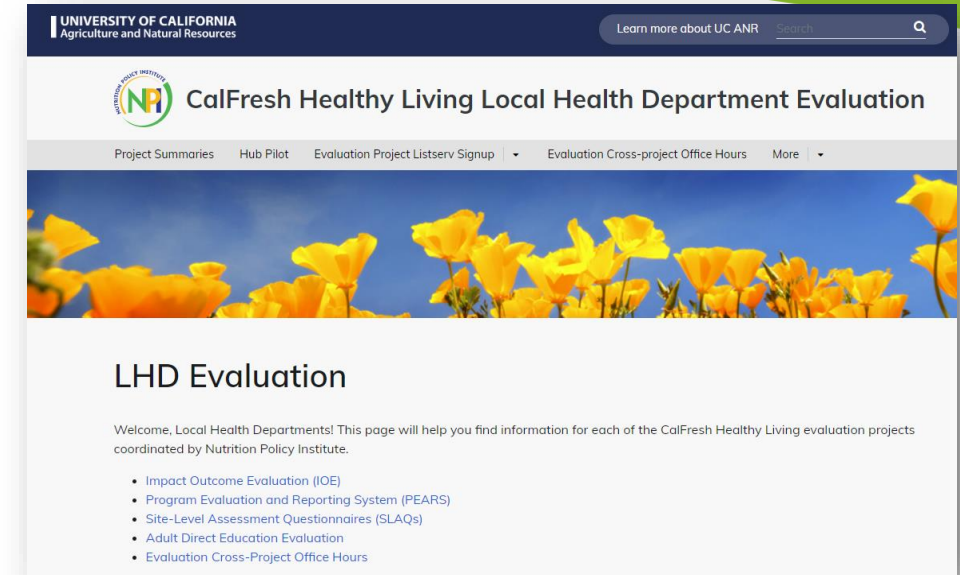 UNIVERSITY OF CALIFORNIA
Agriculture and Natural Resources
Learn more about UC ANR Search
NUTRITION POLICY INSTITUTE
NPI
CalFresh Healthy Living Local Health Department Evaluation
Project Summaries Hub Pilot Evaluation Project Listserv Signup Evaluation Cross-project Office Hours More
LHD Evaluation
Welcome, Local Health Departments! This page will help you find information for each of the CalFresh Healthy Living evaluation projects
coordinated by Nutrition Policy Institute.
• Impact Outcome Evaluation (IOE)
• Program Evaluation and Reporting System (PEARS)
• Site-Level Assessment Questionnaires (SLAQs)
• Adult Direct Education Evaluation
• Evaluation Cross-Project Office Hours